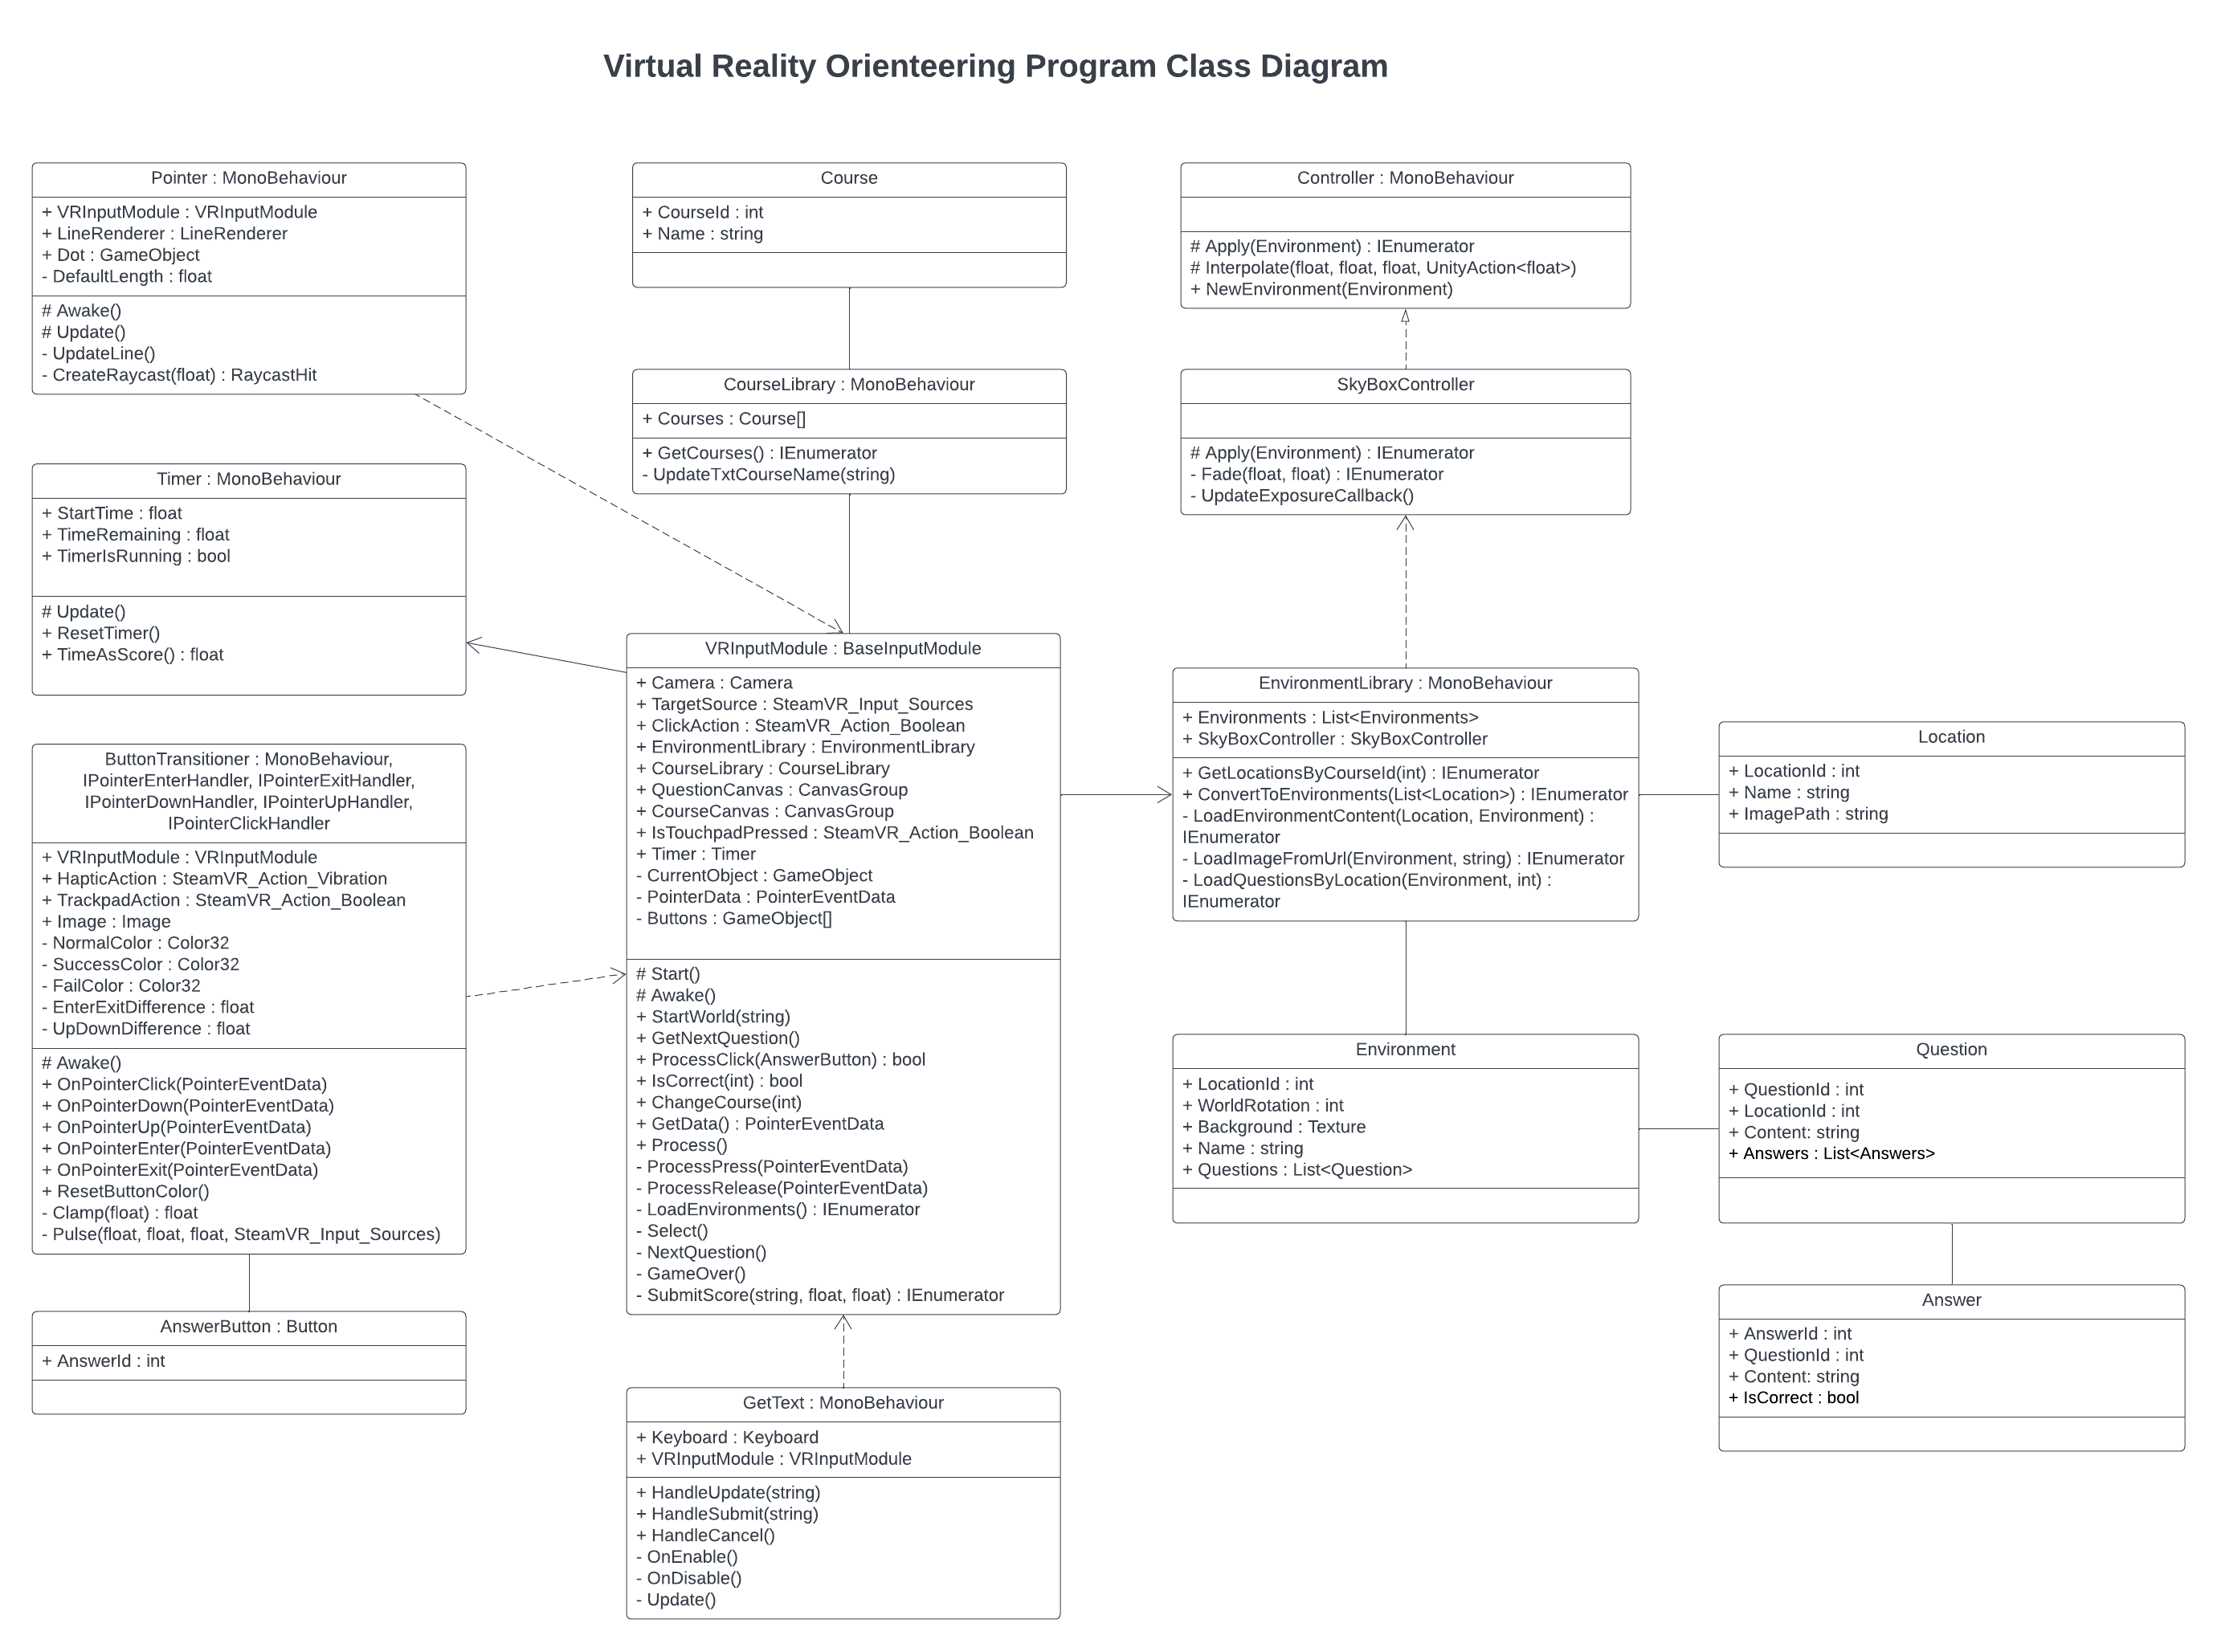 Virtual Reality Orienteering Program Class Diagram
Pointer : MonoBehaviour
+ VRInputModule : VRInputModule
+ LineRenderer : LineRenderer
+ Dot : GameObject
- DefaultLength : float
# Awake()
# Update()
- UpdateLine()
- CreateRaycast(float) : RaycastHit
Course
+ CourseId : int
+ Name : string
Controller : MonoBehaviour
# Apply(Environment) : IEnumerator
# Interpolate(float, float, float, UnityAction<float>)
+ NewEnvironment(Environment)
CourseLibrary : MonoBehaviour
+ Courses : Course[]
+ GetCourses() : IEnumerator
- UpdateTxtCourseName(string)
SkyBoxController
# Apply(Environment) : IEnumerator
- Fade(float, float) : IEnumerator
- UpdateExposureCallback()
Timer : MonoBehaviour
+ StartTime : float
+ TimeRemaining : float
+ TimerIsRunning : bool
# Update()
+ ResetTimer()
+ TimeAsScore() : float
VRInputModule : BaseInputModule
+ Camera : Camera
+ TargetSource : SteamVR_Input_Sources
+ ClickAction : SteamVR_Action_Boolean
+ EnvironmentLibrary : EnvironmentLibrary
+ CourseLibrary : CourseLibrary
+ QuestionCanvas : CanvasGroup
+ CourseCanvas : CanvasGroup
+ IsTouchpadPressed : SteamVR_Action_Boolean
+ Timer : Timer
- CurrentObject : GameObject
- PointerData : PointerEventData
- Buttons : GameObject[]
# Start()
# Awake()
+ StartWorld(string)
+ GetNextQuestion()
+ ProcessClick(AnswerButton) : bool
+ IsCorrect(int) : bool
+ ChangeCourse(int)
+ GetData() : PointerEventData
+ Process()
- ProcessPress(PointerEventData)
- ProcessRelease(PointerEventData)
- LoadEnvironments() : IEnumerator
- Select()
- NextQuestion()
- GameOver()
- SubmitScore(string, float, float) : IEnumerator
EnvironmentLibrary : MonoBehaviour
+ Environments : List<Environments>
+ SkyBoxController : SkyBoxController
+ GetLocationsByCourseId(int) : IEnumerator
+ ConvertToEnvironments(List<Location>) : IEnumerator
- LoadEnvironmentContent(Location, Environment) :
IEnumerator
- LoadImageFromUrl(Environment, string) : IEnumerator
- LoadQuestionsByLocation(Environment, int) :
IEnumerator
Location
+ LocationId : int
+ Name : string
+ ImagePath : string
ButtonTransitioner : MonoBehaviour,
IPointerEnterHandler, IPointerExitHandler,
IPointerDownHandler, IPointerUpHandler,
IPointerClickHandler
+ VRInputModule : VRInputModule
+ HapticAction : SteamVR_Action_Vibration
+ TrackpadAction : SteamVR_Action_Boolean
+ Image : Image
- NormalColor : Color32
- SuccessColor : Color32
- FailColor : Color32
- EnterExitDifference : float
- UpDownDifference : float
# Awake()
+ OnPointerClick(PointerEventData)
+ OnPointerDown(PointerEventData)
+ OnPointerUp(PointerEventData)
+ OnPointerEnter(PointerEventData)
+ OnPointerExit(PointerEventData)
+ ResetButtonColor()
- Clamp(float) : float
- Pulse(float, float, float, SteamVR_Input_Sources)
Environment
+ LocationId : int
+ WorldRotation : int
+ Background : Texture
+ Name : string
+ Questions : List<Question>
Question
+ QuestionId : int
+ LocationId : int
+ Content: string
+ Answers : List<Answers>
Answer
+ AnswerId : int
+ QuestionId : int
+ Content: string
+ IsCorrect : bool
AnswerButton : Button
+ AnswerId : int
GetText : MonoBehaviour
+ Keyboard : Keyboard
+ VRInputModule : VRInputModule
+ HandleUpdate(string)
+ HandleSubmit(string)
+ HandleCancel()
- OnEnable()
- OnDisable()
- Update()